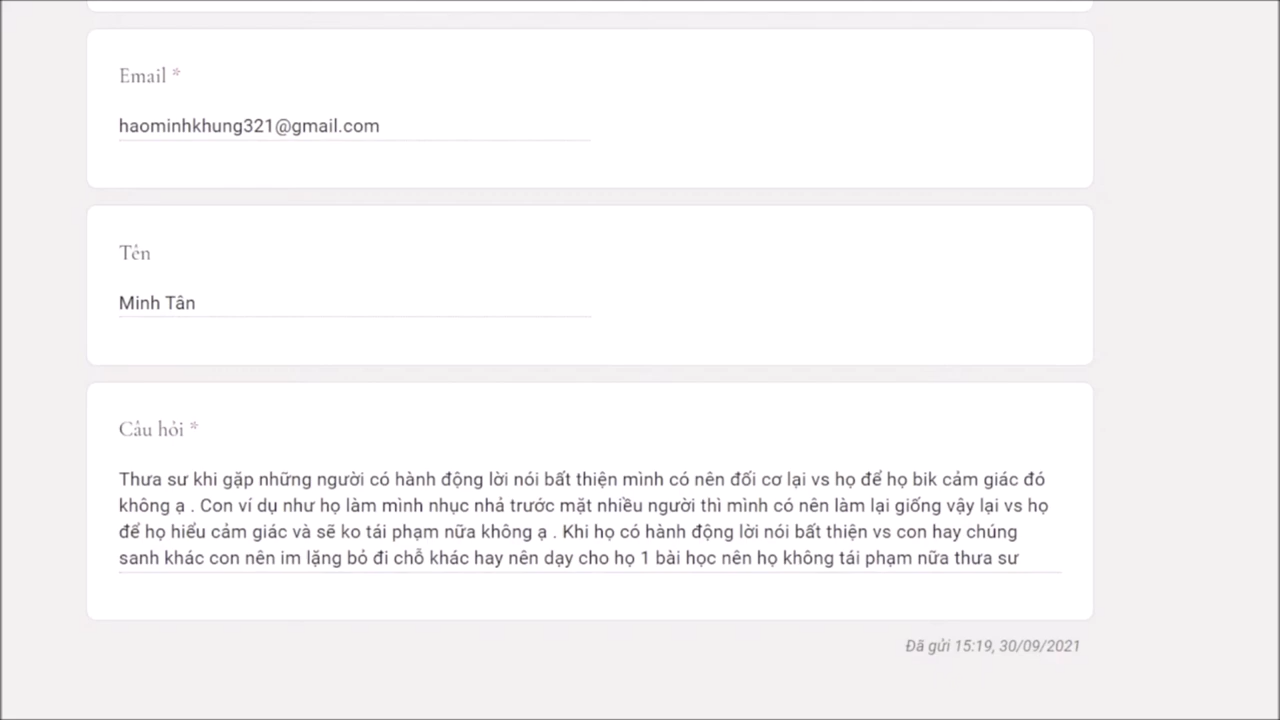 Email *
haominhkhung321@gmail.com
Tên
Minh Tân
Câu hỏi *
Thưa sư khi gặp những người có hành động lời nói bất thiện mình có nên đối cơ lại vs họ để họ bik cảm giác đó
không ạ . Con ví dụ như họ làm mình nhục nhả trước mặt nhiều người thì mình có nên làm lại giống vậy lại vs họ
để họ hiểu cảm giác và sẽ ko tái phạm nữa không ạ . Khi họ có hành động lời nói bất thiện vs con hay chúng
sanh khác con nên im lặng bỏ đi chỗ khác hay nên dạy cho họ 1 bài học nên họ không tái phạm nữa thưa sư
Đã gửi 15:19, 30/09/2021